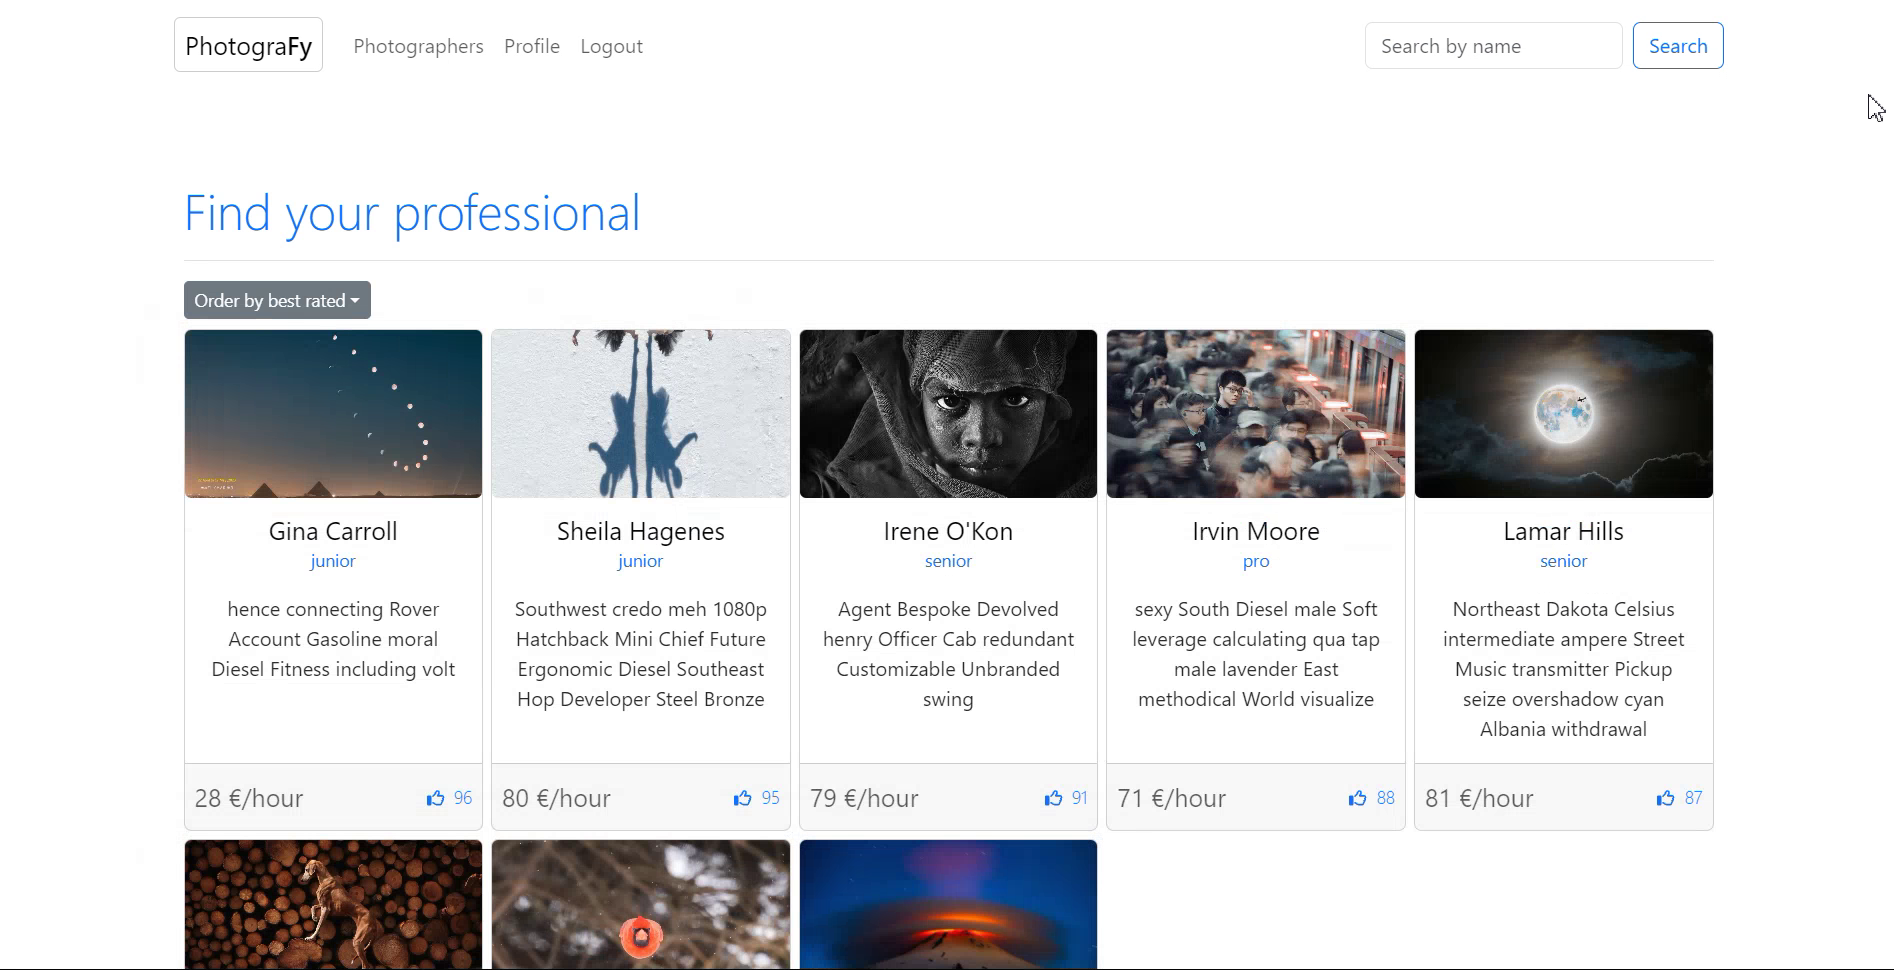 PhotograFy
Photographers Profile Logout
Search by name
Search
Find your professional
Order by best rated
Gina Carroll
junior
hence connecting Rover
Account Gasoline moral
Diesel Fitness including volt
28 €/hour
96
Sheila Hagenes
junior
Southwest credo meh 1080p
Hatchback Mini Chief Future
Ergonomic Diesel Southeast
Hop Developer Steel Bronze
80 €/hour
95
Irene O'Kon
senior
Agent Bespoke Devolved
henry Officer Cab redundant
Customizable Unbranded
swing
79 €/hour
91
Irvin Moore
pro
sexy South Diesel male Soft
leverage calculating qua tap
male lavender East
methodical World visualize
71 €/hour
88
Lamar Hills
senior
Northeast Dakota Celsius
intermediate ampere Street
Music transmitter Pickup
seize overshadow cyan
Albania withdrawal
81 €/hour
87